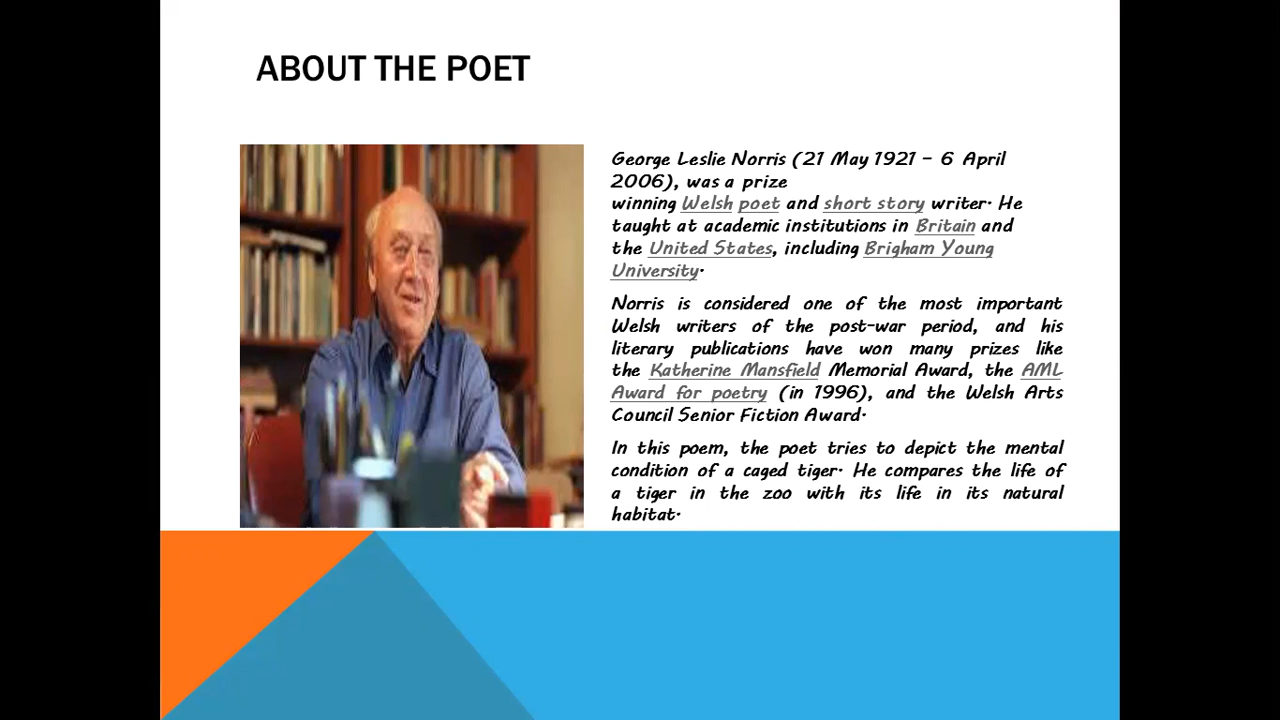 ABOUT THE POET
George Leslie Norris (21 May 1921 – 6 April
2006), was a prize
winning Welsh poet and short story writer. He
taught at academic institutions in Britain and
the United States, including Brigham Young
University.
Norris is considered one of the most important
Welsh writers of the post-war period, and his
literary publications have won many prizes like
the Katherine Mansfield Memorial Award, the AML
Award for poetry (in 1996), and the Welsh Arts
Council Senior Fiction Award.
In this poem, the poet tries to depict the mental
condition of a caged tiger. He compares the life of
a tiger in the zoo with its life in its natural
habitat.